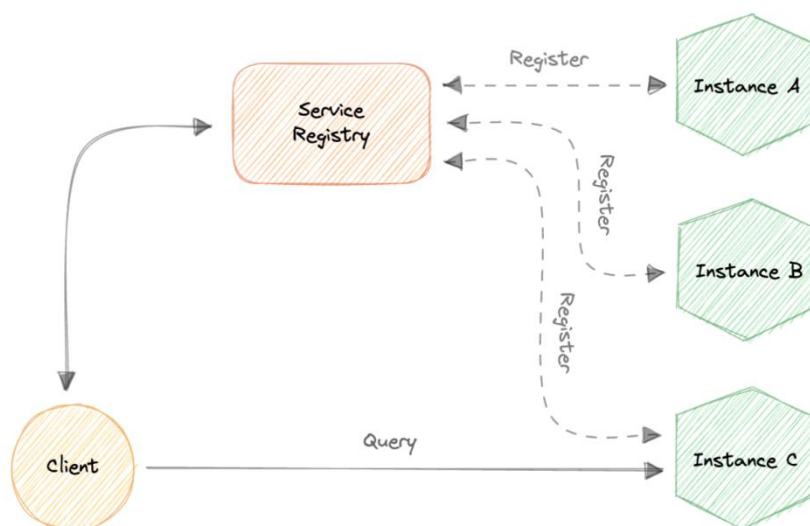 Register
Instance A
Service
Registry
Register
Instance B
Register
Query
Client
Instance C